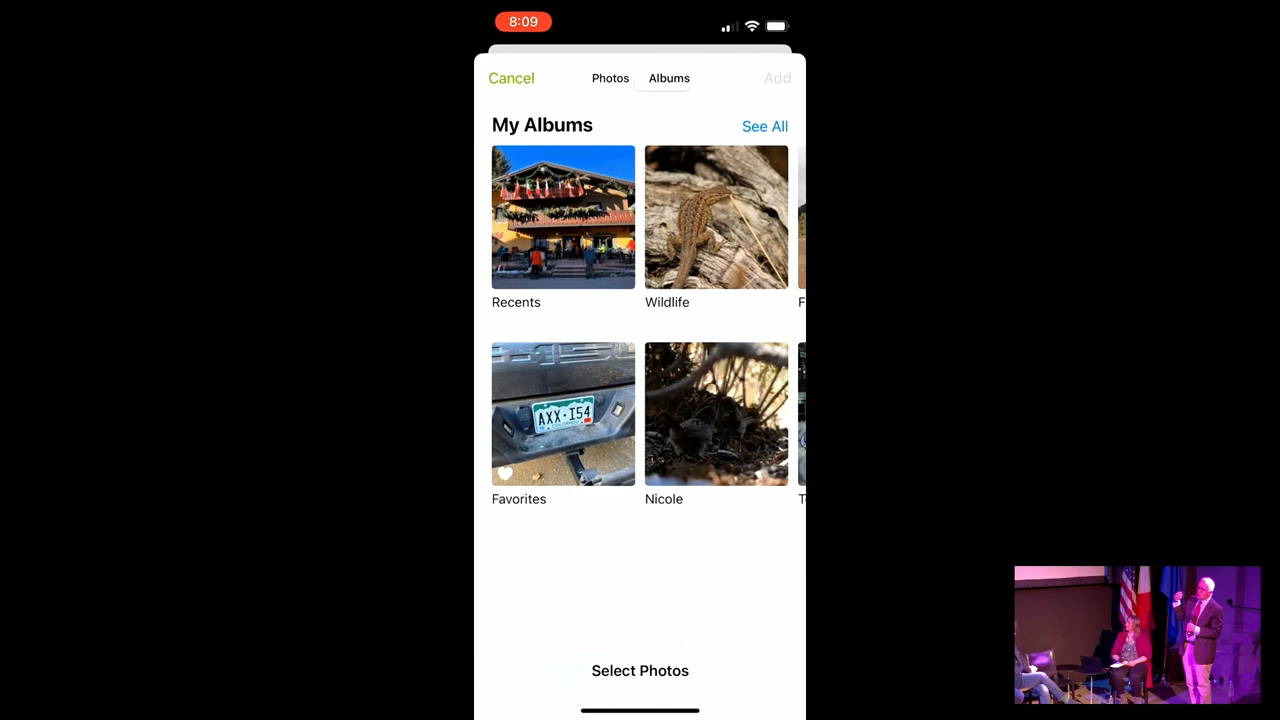 8:09
Cancel
Photos
Albums
Add
My Albums
See All
Recents
Wildlife
F
AXX·I54
Favorites
Nicole
T
Select Photos